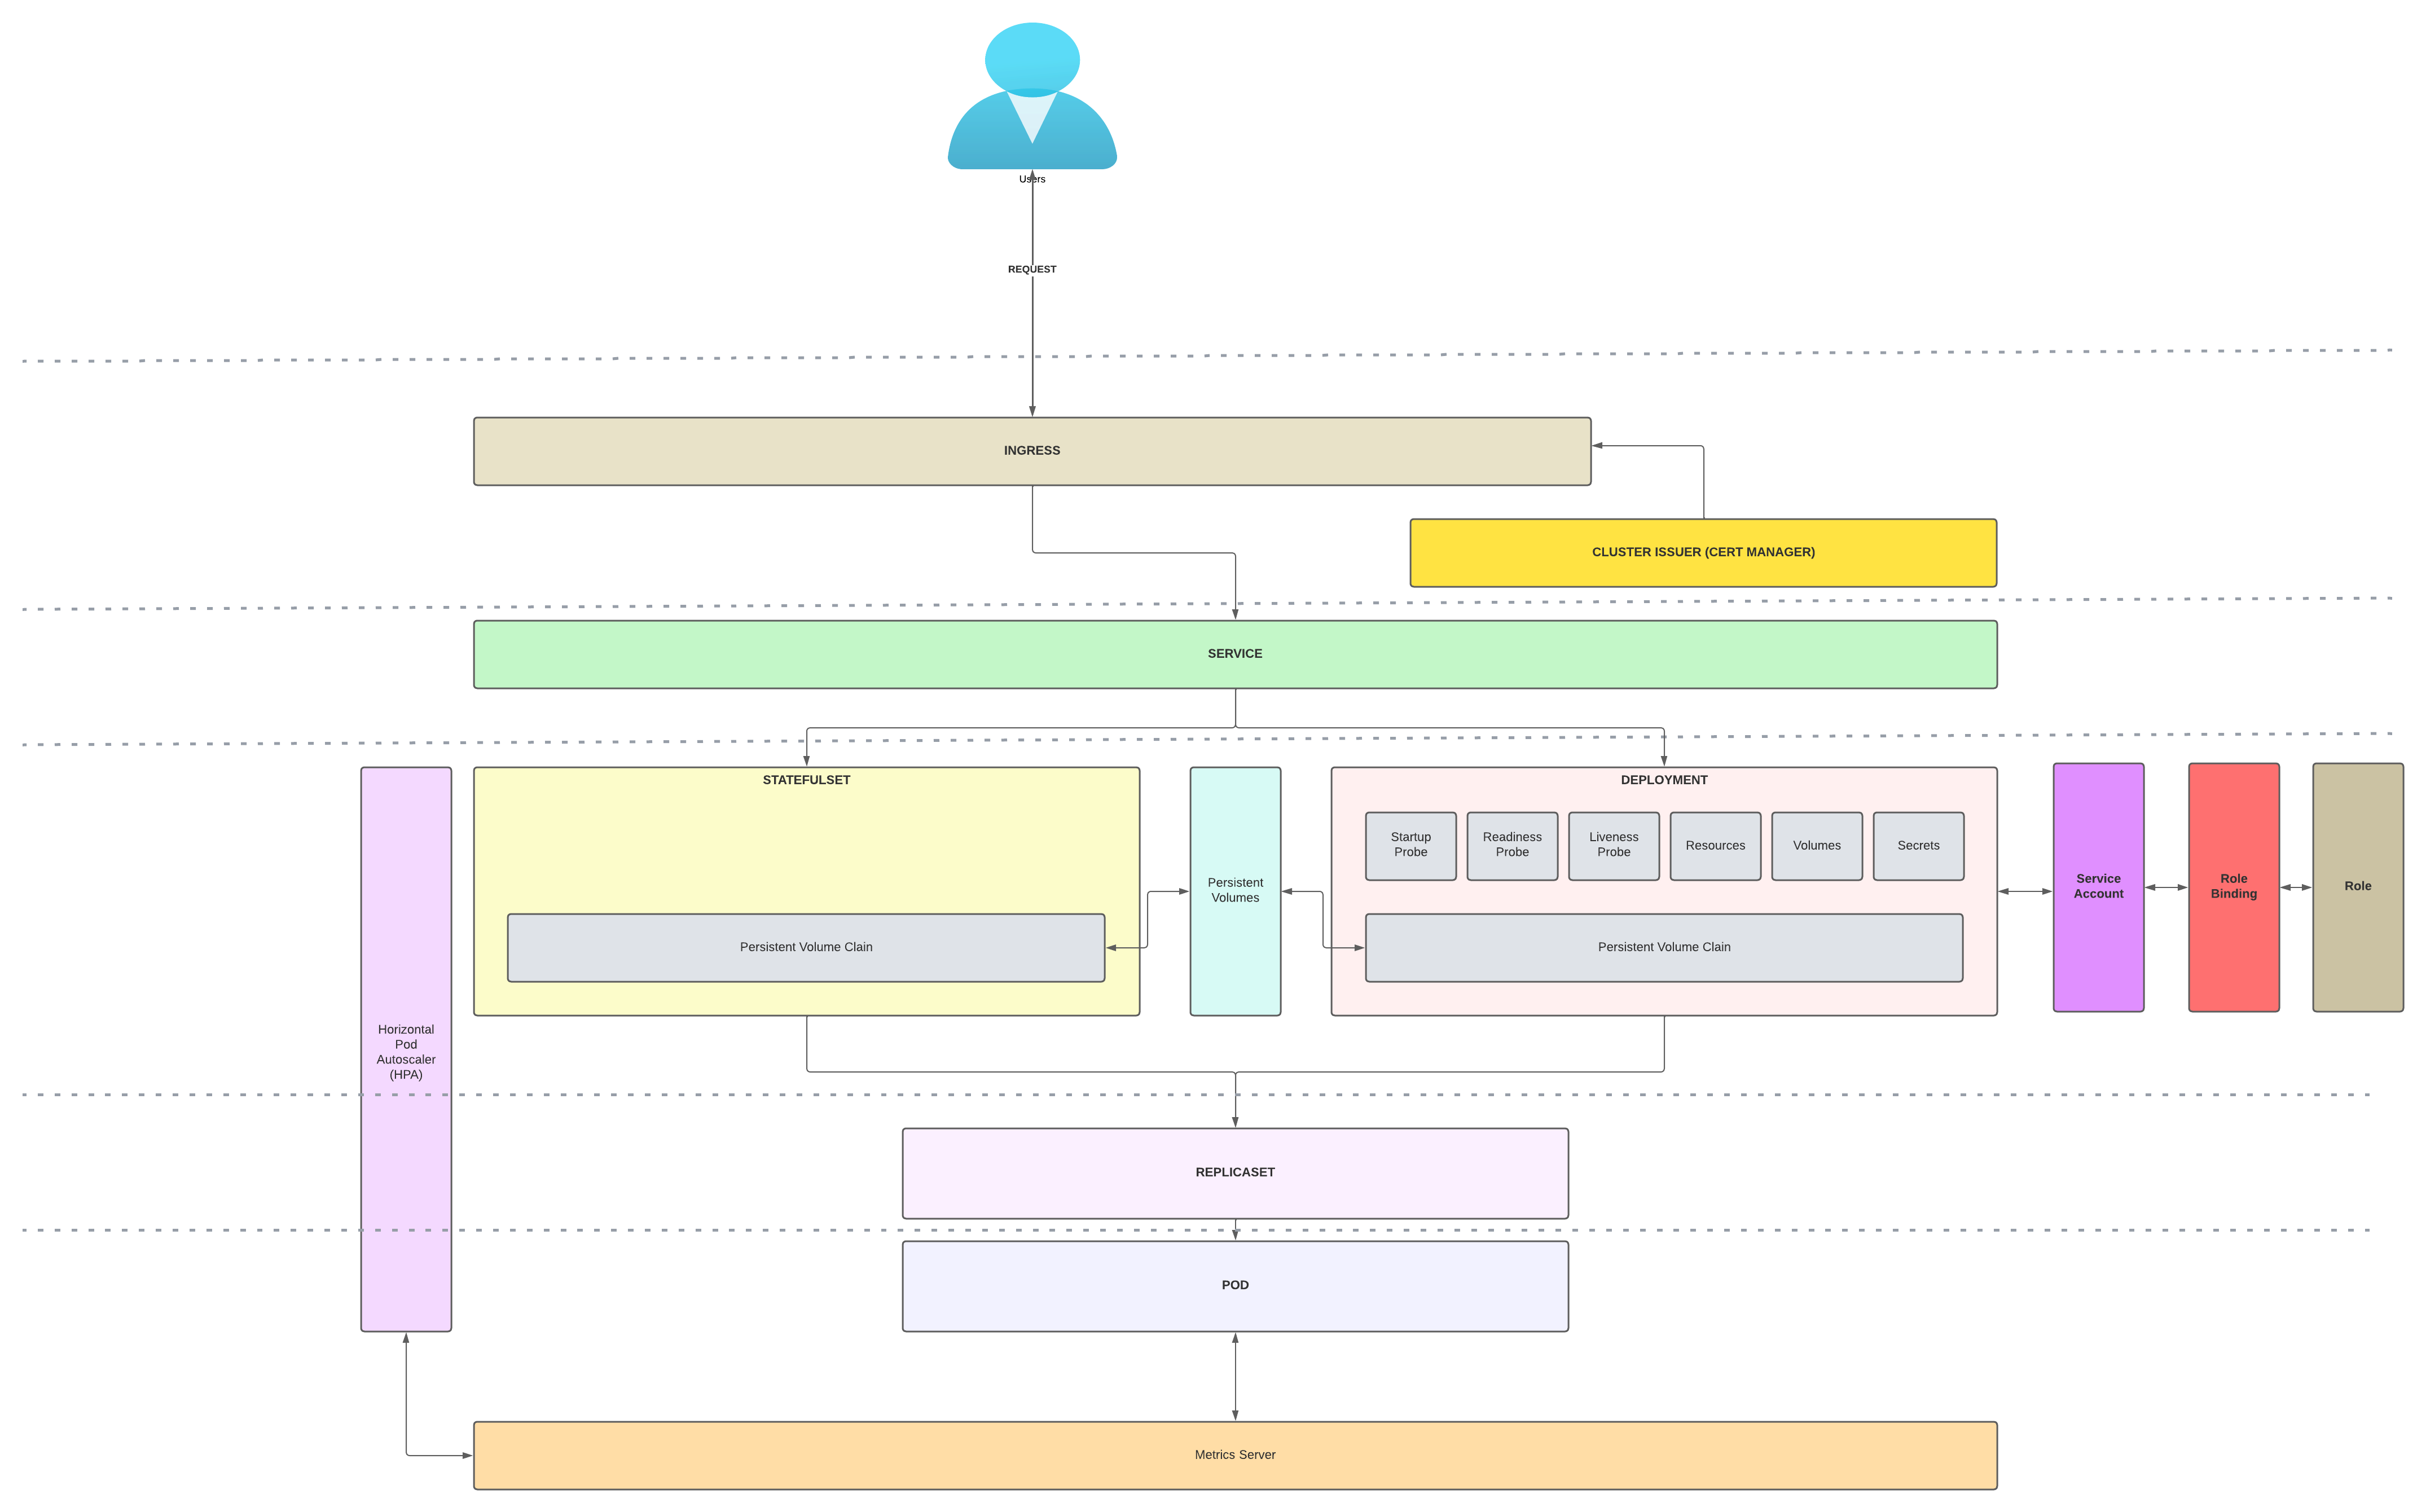 Users
REQUEST
INGRESS
CLUSTER ISSUER (CERT MANAGER)
SERVICE
STATEFULSET
DEPLOYMENT
Startup
Probe
Readiness
Probe
Liveness
Probe
Resources
Volumes
Secrets
Persistent
Volumes
Service
Account
Role
Binding
Role
Persistent Volume Clain
Persistent Volume Clain
Horizontal
Pod
Autoscaler
(HPA)
REPLICASET
POD
Metrics Server